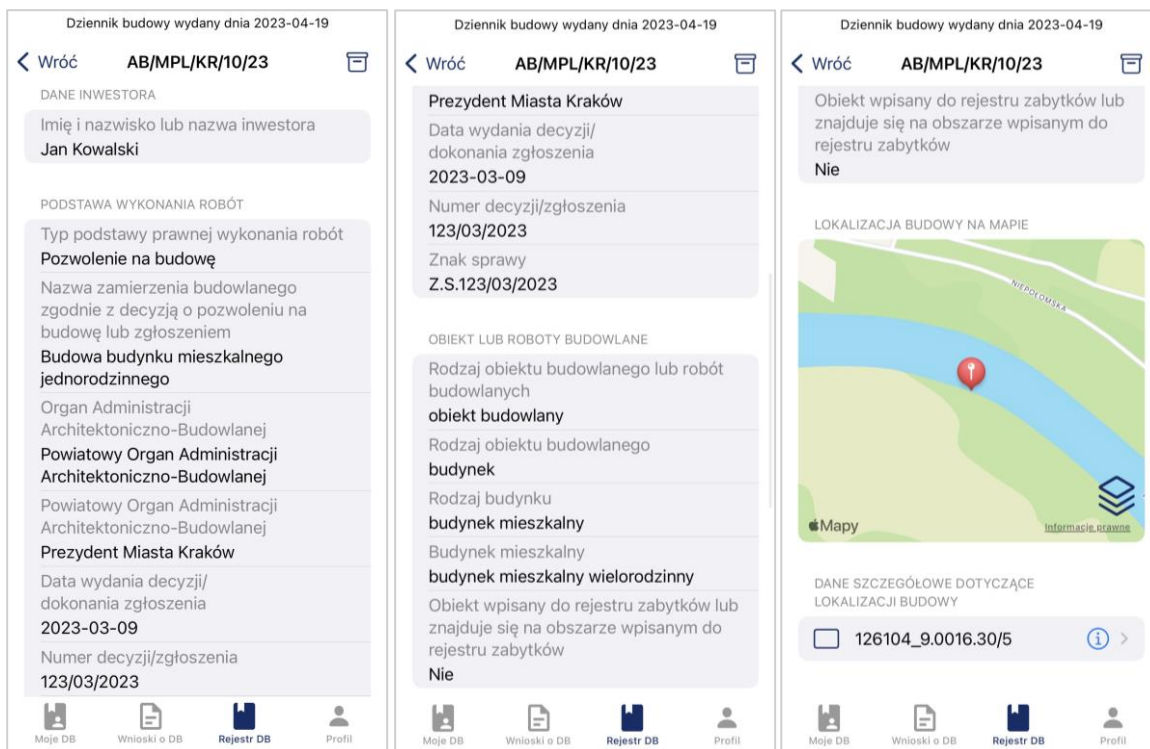 Dziennik budowy wydany dnia 2023-04-19
Wróć AB/MPL/KR/10/23
DANE INWESTORA
Imię i nazwisko lub nazwa inwestora
Jan Kowalski
PODSTAWA WYKONANIA ROBÓT
Typ podstawy prawnej wykonania robót
Pozwolenie na budowę
Nazwa zamierzenia budowlanego
zgodnie z decyzją o pozwoleniu na
budowę lub zgłoszeniem
Budowa budynku mieszkalnego
jednorodzinnego
Organ Administracji
Architektoniczno-Budowlanej
Powiatowy Organ Administracji
Architektoniczno-Budowlanej
Powiatowy Organ Administracji
Architektoniczno-Budowlanej
Prezydent Miasta Kraków
Data wydania decyzji/
dokonania zgłoszenia
2023-03-09
Numer decyzji/zgłoszenia
123/03/2023
Moje DB Wnioski o DB Rejestr DB Profil
Dziennik budowy wydany dnia 2023-04-19
Wróć AB/MPL/KR/10/23
Prezydent Miasta Kraków
Data wydania decyzji/
dokonania zgłoszenia
2023-03-09
Numer decyzji/zgłoszenia
123/03/2023
Znak sprawy
Z.S.123/03/2023
OBIEKT LUB ROBOTY BUDOWLANE
Rodzaj obiektu budowlanego lub robót
budowlanych
obiekt budowlany
Rodzaj obiektu budowlanego
budynek
Rodzaj budynku
budynek mieszkalny
Budynek mieszkalny
budynek mieszkalny wielorodzinny
Obiekt wpisany do rejestru zabytków lub
znajduje się na obszarze wpisanym do
rejestru zabytków
Nie
Moje DB Wnioski o DB Rejestr DB Profil
Dziennik budowy wydany dnia 2023-04-19
Wróć AB/MPL/KR/10/23
Obiekt wpisany do rejestru zabytków lub
znajduje się na obszarze wpisanym do
rejestru zabytków
Nie
LOKALIZACJA BUDOWY NA MAPIE
NIEPOŁOMSKA
Mapy
Informacje prawne
DANE SZCZEGÓŁOWE DOTYCZĄCE
LOKALIZACJI BUDOWY
126104_9.0016.30/5
Moje DB Wnioski o DB Rejestr DB Profil